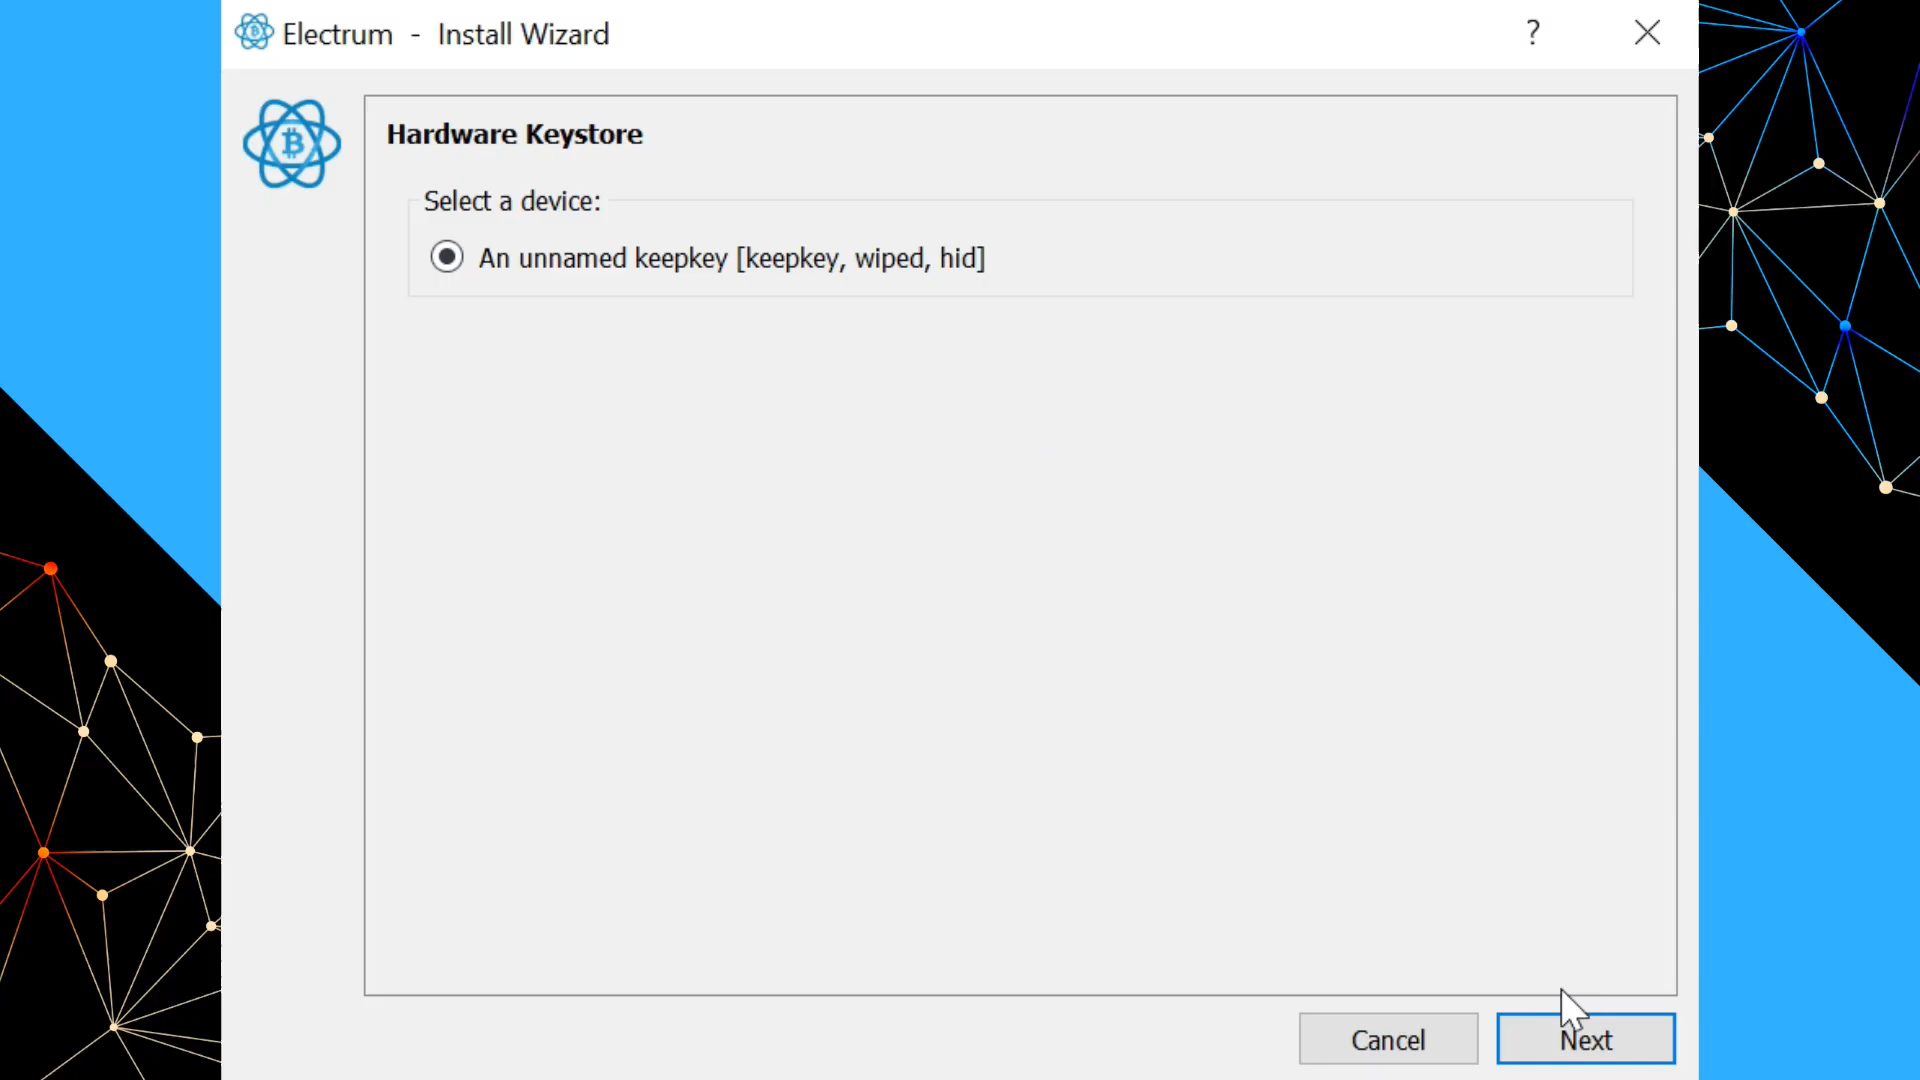 Electrum - Install Wizard
?
Hardware Keystore
Select a device:
An unnamed keepkey [keepkey, wiped, hid]
Cancel
Next